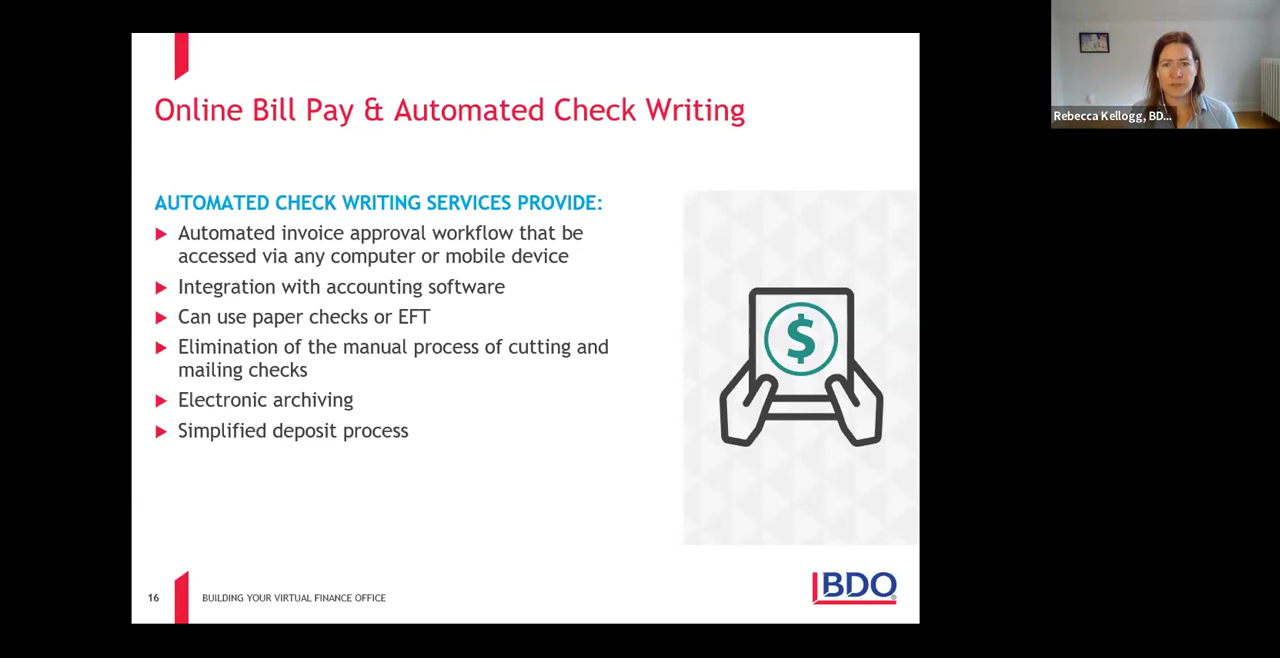 Online Bill Pay & Automated Check Writing
AUTOMATED CHECK WRITING SERVICES PROVIDE:
Automated invoice approval workflow that be
accessed via any computer or mobile device
Integration with accounting software
Can use paper checks or EFT
Elimination of the manual process of cutting and
mailing checks
Electronic archiving
Simplified deposit process
$
16
BUILDING YOUR VIRTUAL FINANCE OFFICE
BDO
Rebecca Kellogg, BD...